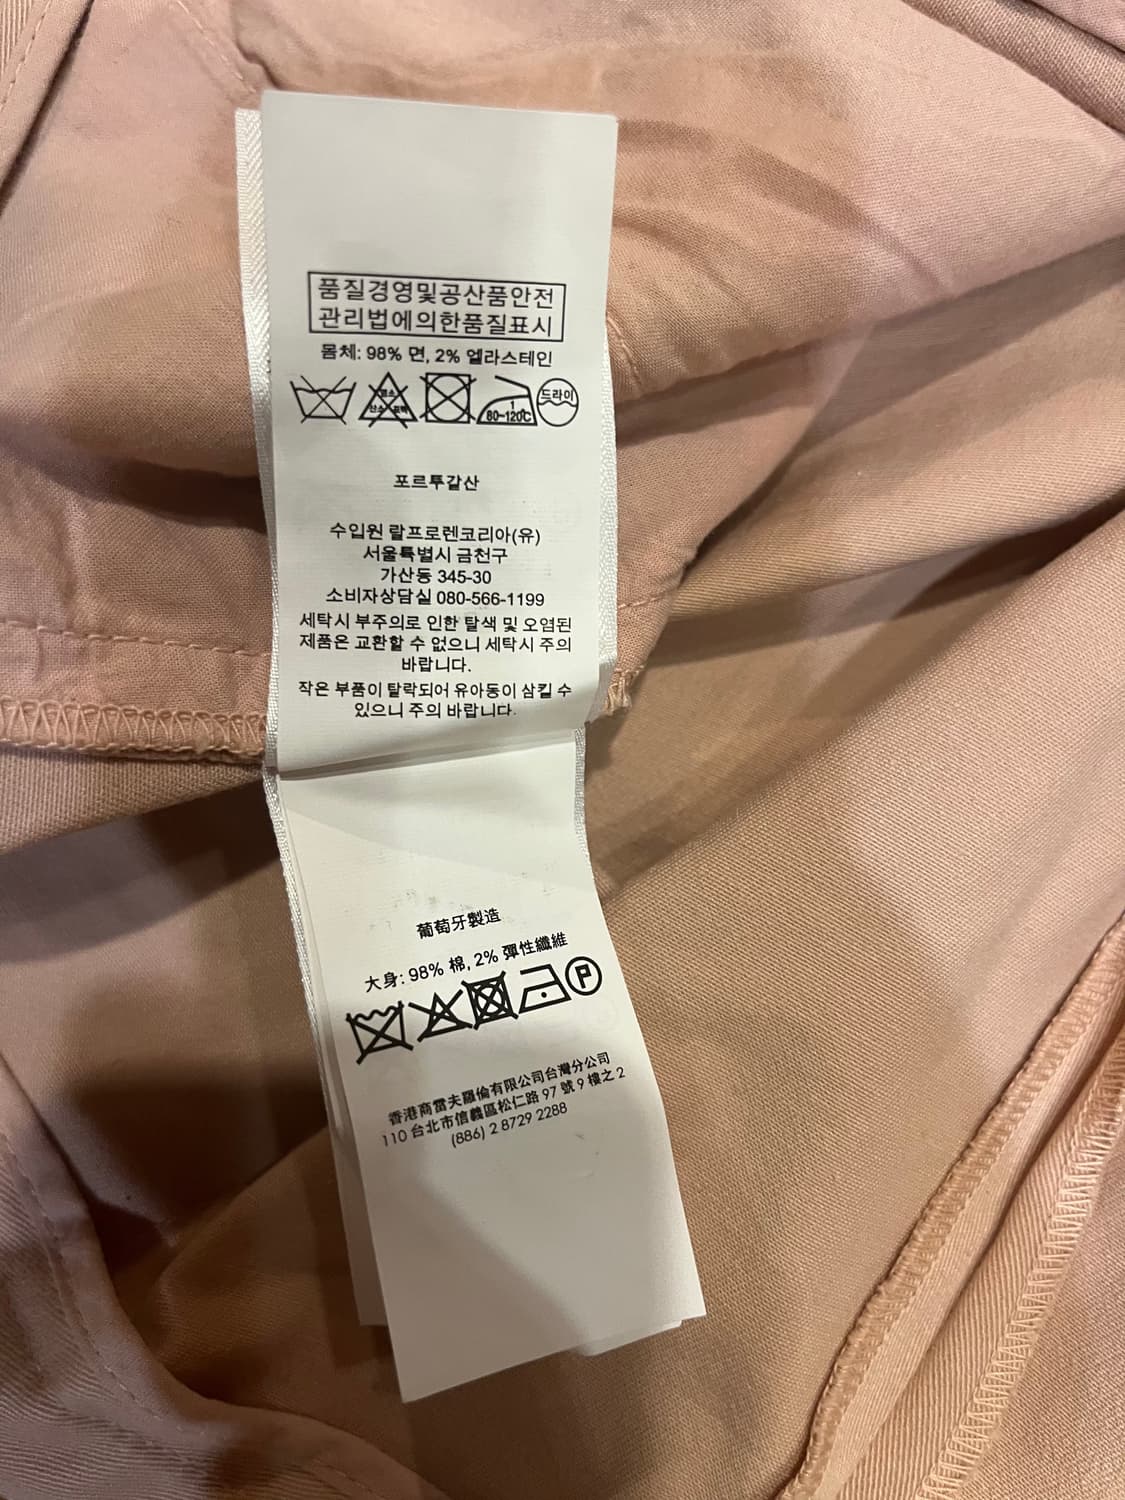 품질경영및공산품안전
관리법에의한품질표시
몸체: 98% 면, 2% 엘라스테인
염소
산소 표백
1
80~120℃
드라이
포르투갈산
수입원 랄프로렌코리아(유)
서울특별시 금천구
가산동 345-30
소비자상담실 080-566-1199
세탁시 부주의로 인한 탈색 및 오염된
제품은 교환할 수 없으니 세탁시 주의
바랍니다.
작은 부품이 탈락되어 유아동이 삼킬 수
있으니 주의 바랍니다.
葡萄牙製造
大身: 98% 棉, 2% 彈性纖維
P
香港商雷夫羅倫有限公司台灣分公司
110 台北市信義區松仁路 97 號 9 樓之 2
(886) 2 8729 2288